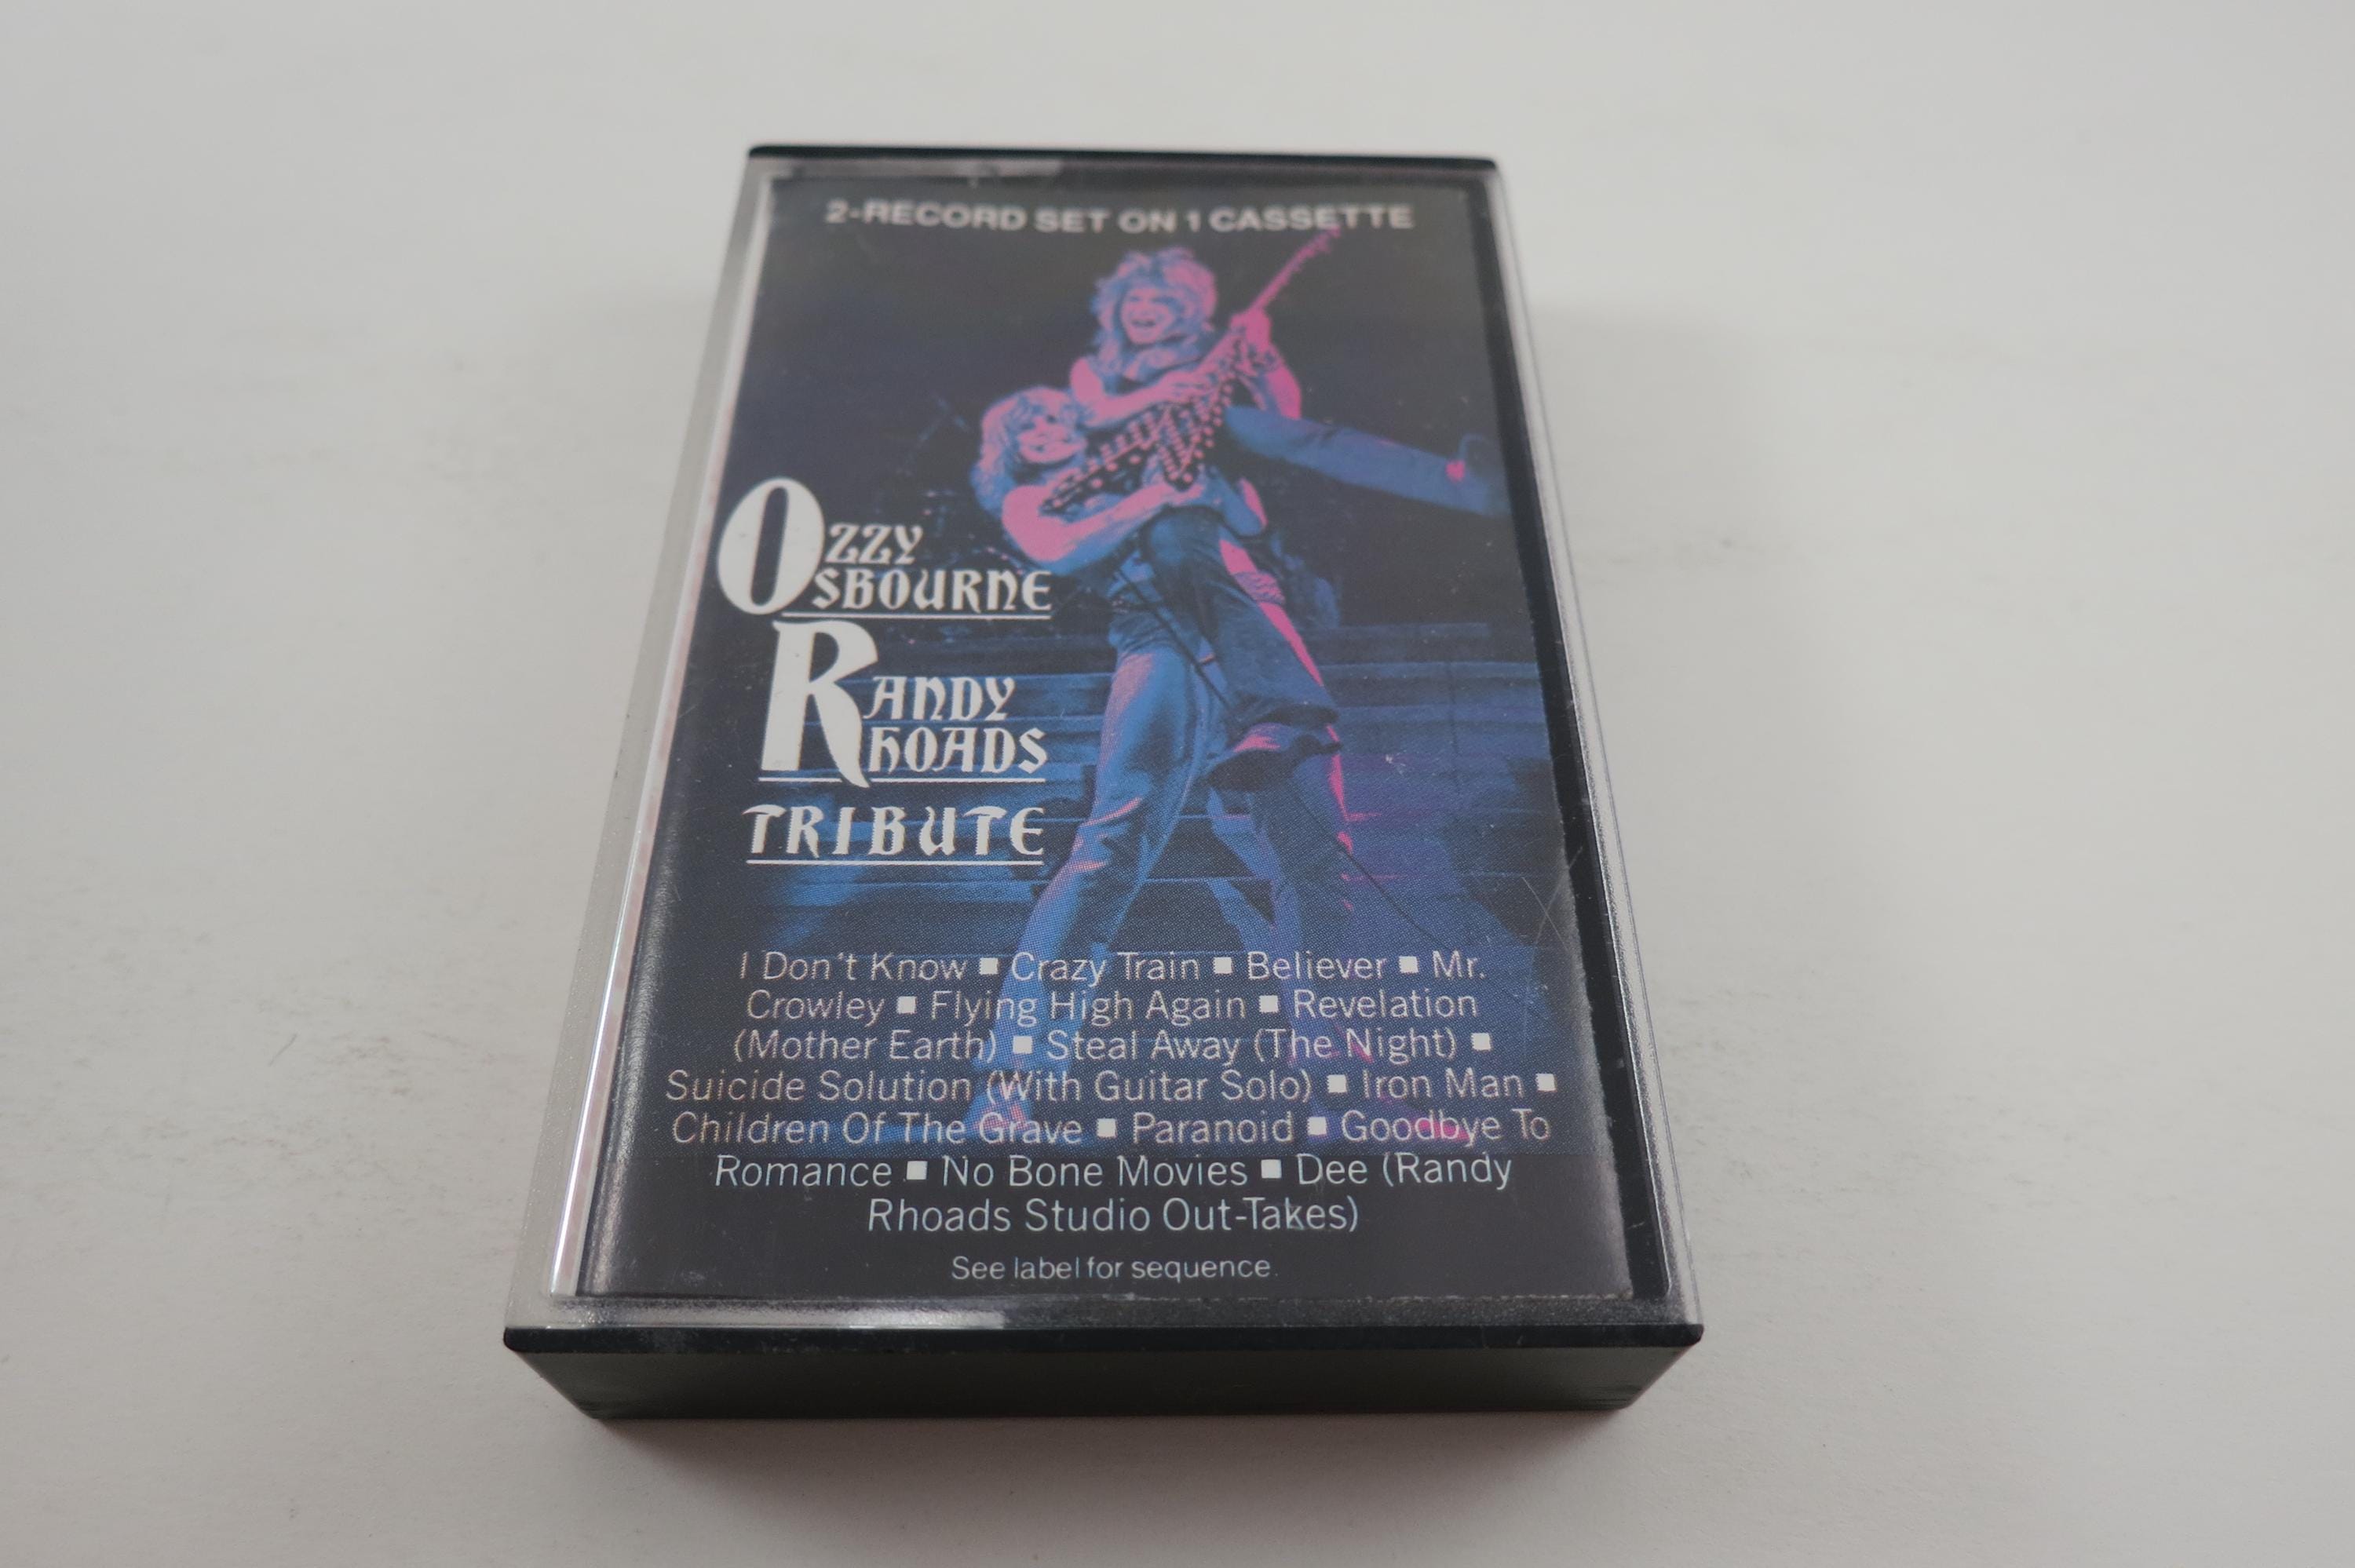 2-RECORD SET ON 1 CASSETTE
OZZY
OSBOURNE
RANDY
RHOADS
TRIBUTE
I Don't Know ■ Crazy Train ■ Believer ■ Mr.
Crowley ■ Flying High Again ■ Revelation
(Mother Earth) ■ Steal Away (The Night) ■
Suicide Solution (With Guitar Solo) ■ Iron Man ■
Children Of The Grave ■ Paranoid ■ Goodbye To
Romance ■ No Bone Movies ■ Dee (Randy
Rhoads Studio Out-Takes)
See label for sequence.